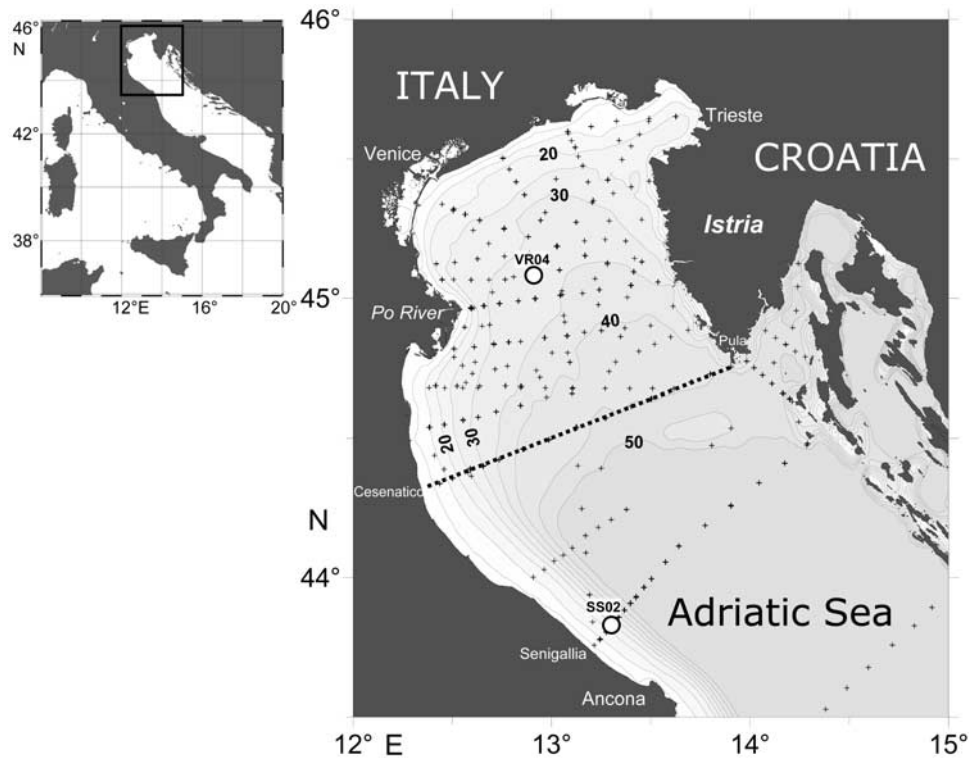 46°
N
42°
38°
12°E
16°
20°
46°
ITALY
Trieste
Venice
20
CROATIA
30
Istria
VR04
45°
Po River
40
Pula
20
30
50
Cesenatico
N
44°
SS02
Adriatic Sea
Senigallia
Ancona
12° E
13°
14°
15°